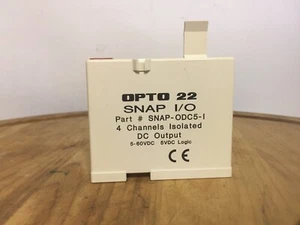 OPTO 22
SNAP I/O
Part # SNAP-ODC5-I
4 Channels Isolated
DC Output
5-60VDC 5VDC Logic
CE